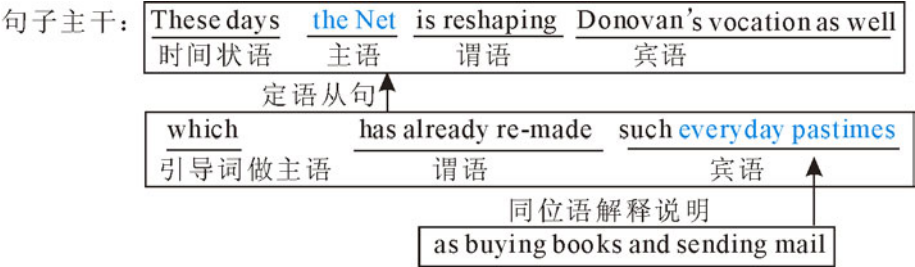 句子主干： These days the Net is reshaping Donovan's vocation as well
时间状语 主语 谓语 宾语
定语从句
which has already re-made such everyday pastimes
引导词做主语 谓语 宾语
同位语解释说明
as buying books and sending mail